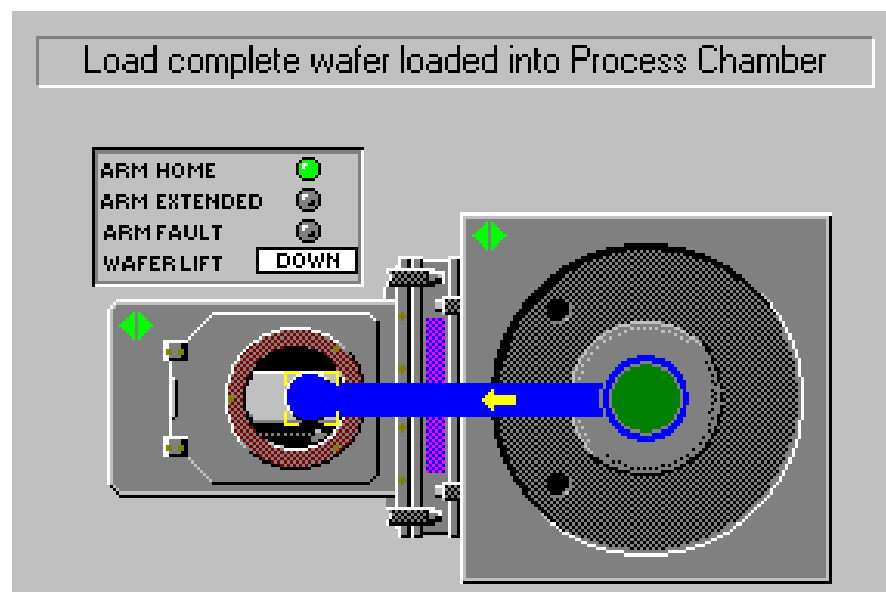 Load complete wafer loaded into Process Chamber
ARM HOME
ARM EXTENDED
ARM FAULT
WAFER LIFT DOWN